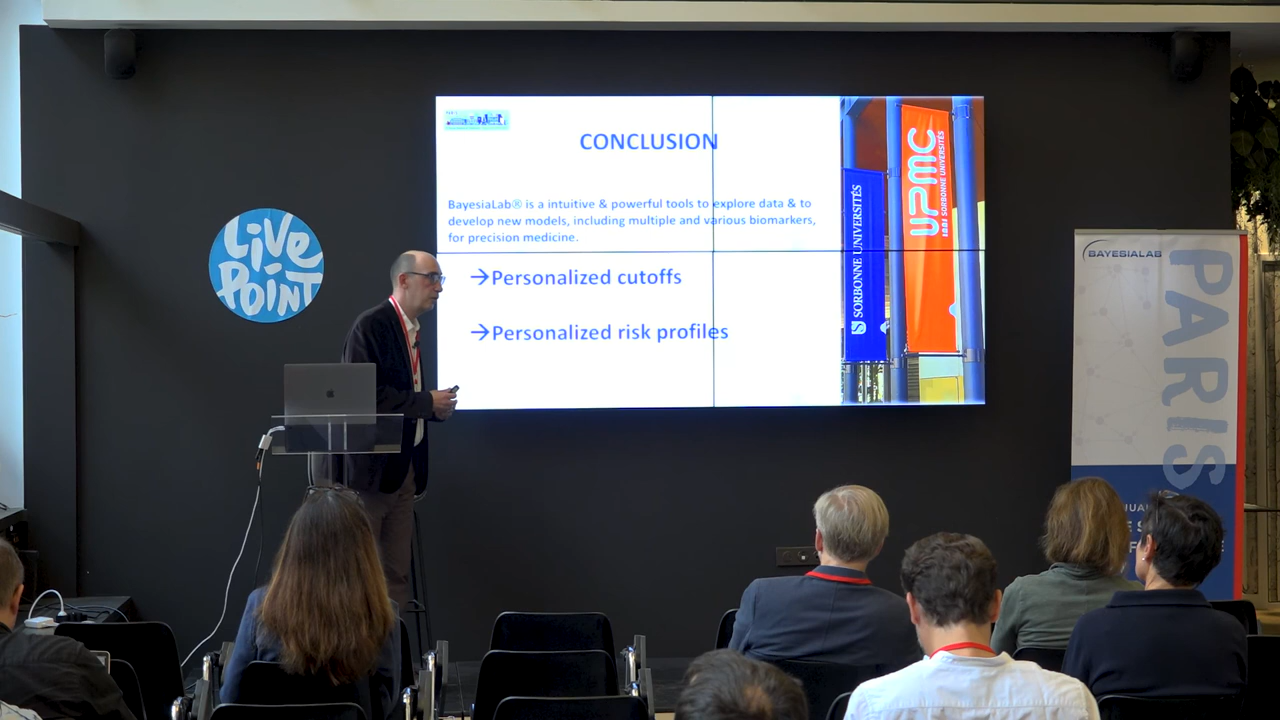 CONCLUSION
BayesiaLab® is a intuitive & powerful tools to explore data & to
develop new models, including multiple and various biomarkers,
for precision medicine.
→Personalized cutoffs
→Personalized risk profiles
SORBONNE UNIVERSITÉS
UPMC
SORBONNE UNIVERSITÉS
LIVE
POINT
BAYESIALAB
PARIS